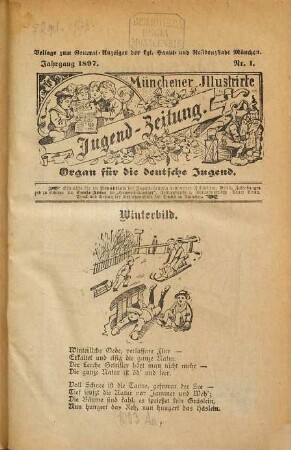 Beilage zum General-Anzeiger der kgl. Haupt- und Residenzstadt München.
Jahrgang 1897. Nr. 1.
Münchener Illustrirte
Jugend-Zeitung.
Organ für die deutsche Jugend.
Winterbild.
Winterliche Oede, verlassene Flur —
Erkaltet und eisig die ganze Natur.
Der Lerche Getriller hört man nicht mehr —
Die ganze Natur ist öd' und leer.
Voll Schnee ist die Tanne, gefroren der See —
Tief seufzt die Natur vor Jammer und Weh';
Die Bäume sind kahl, es sprießet kein Gräslein,
Nun hungert das Reh, nun hungert das Häslein.